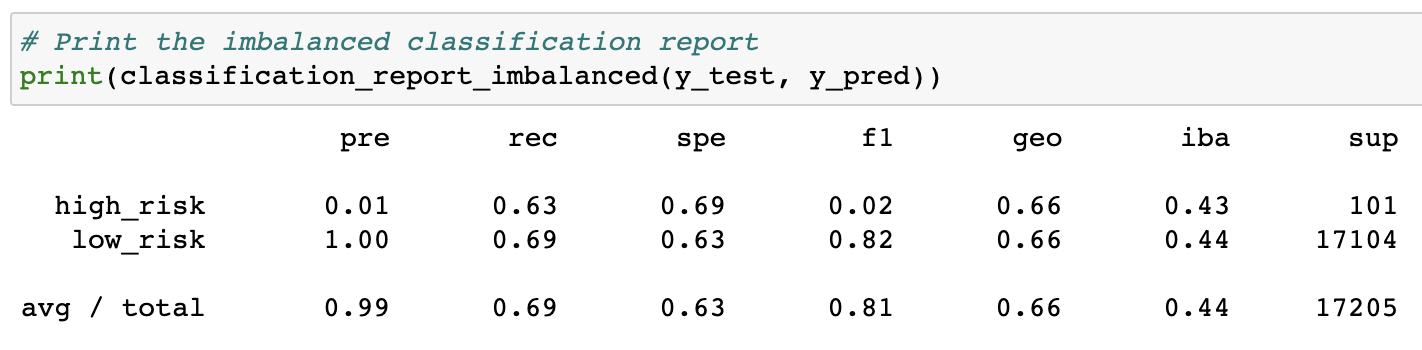 # Print the imbalanced classification report
print(classification_report_imbalanced(y_test, y_pred))
pre rec spe f1 geo iba sup
high_risk 0.01 0.63 0.69 0.02 0.66 0.43 101
low_risk 1.00 0.69 0.63 0.82 0.66 0.44 17104
avg / total 0.99 0.69 0.63 0.81 0.66 0.44 17205